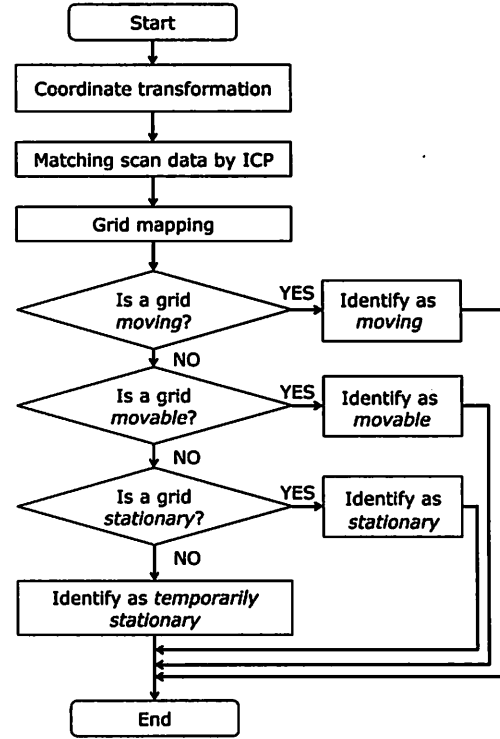 Start
Coordinate transformation
Matching scan data by ICP
Grid mapping
Is a grid
moving?
YES
Identify as
moving
NO
Is a grid
movable?
YES
Identify as
movable
NO
Is a grid
stationary?
YES
Identify as
stationary
NO
Identify as temporarily
stationary
End